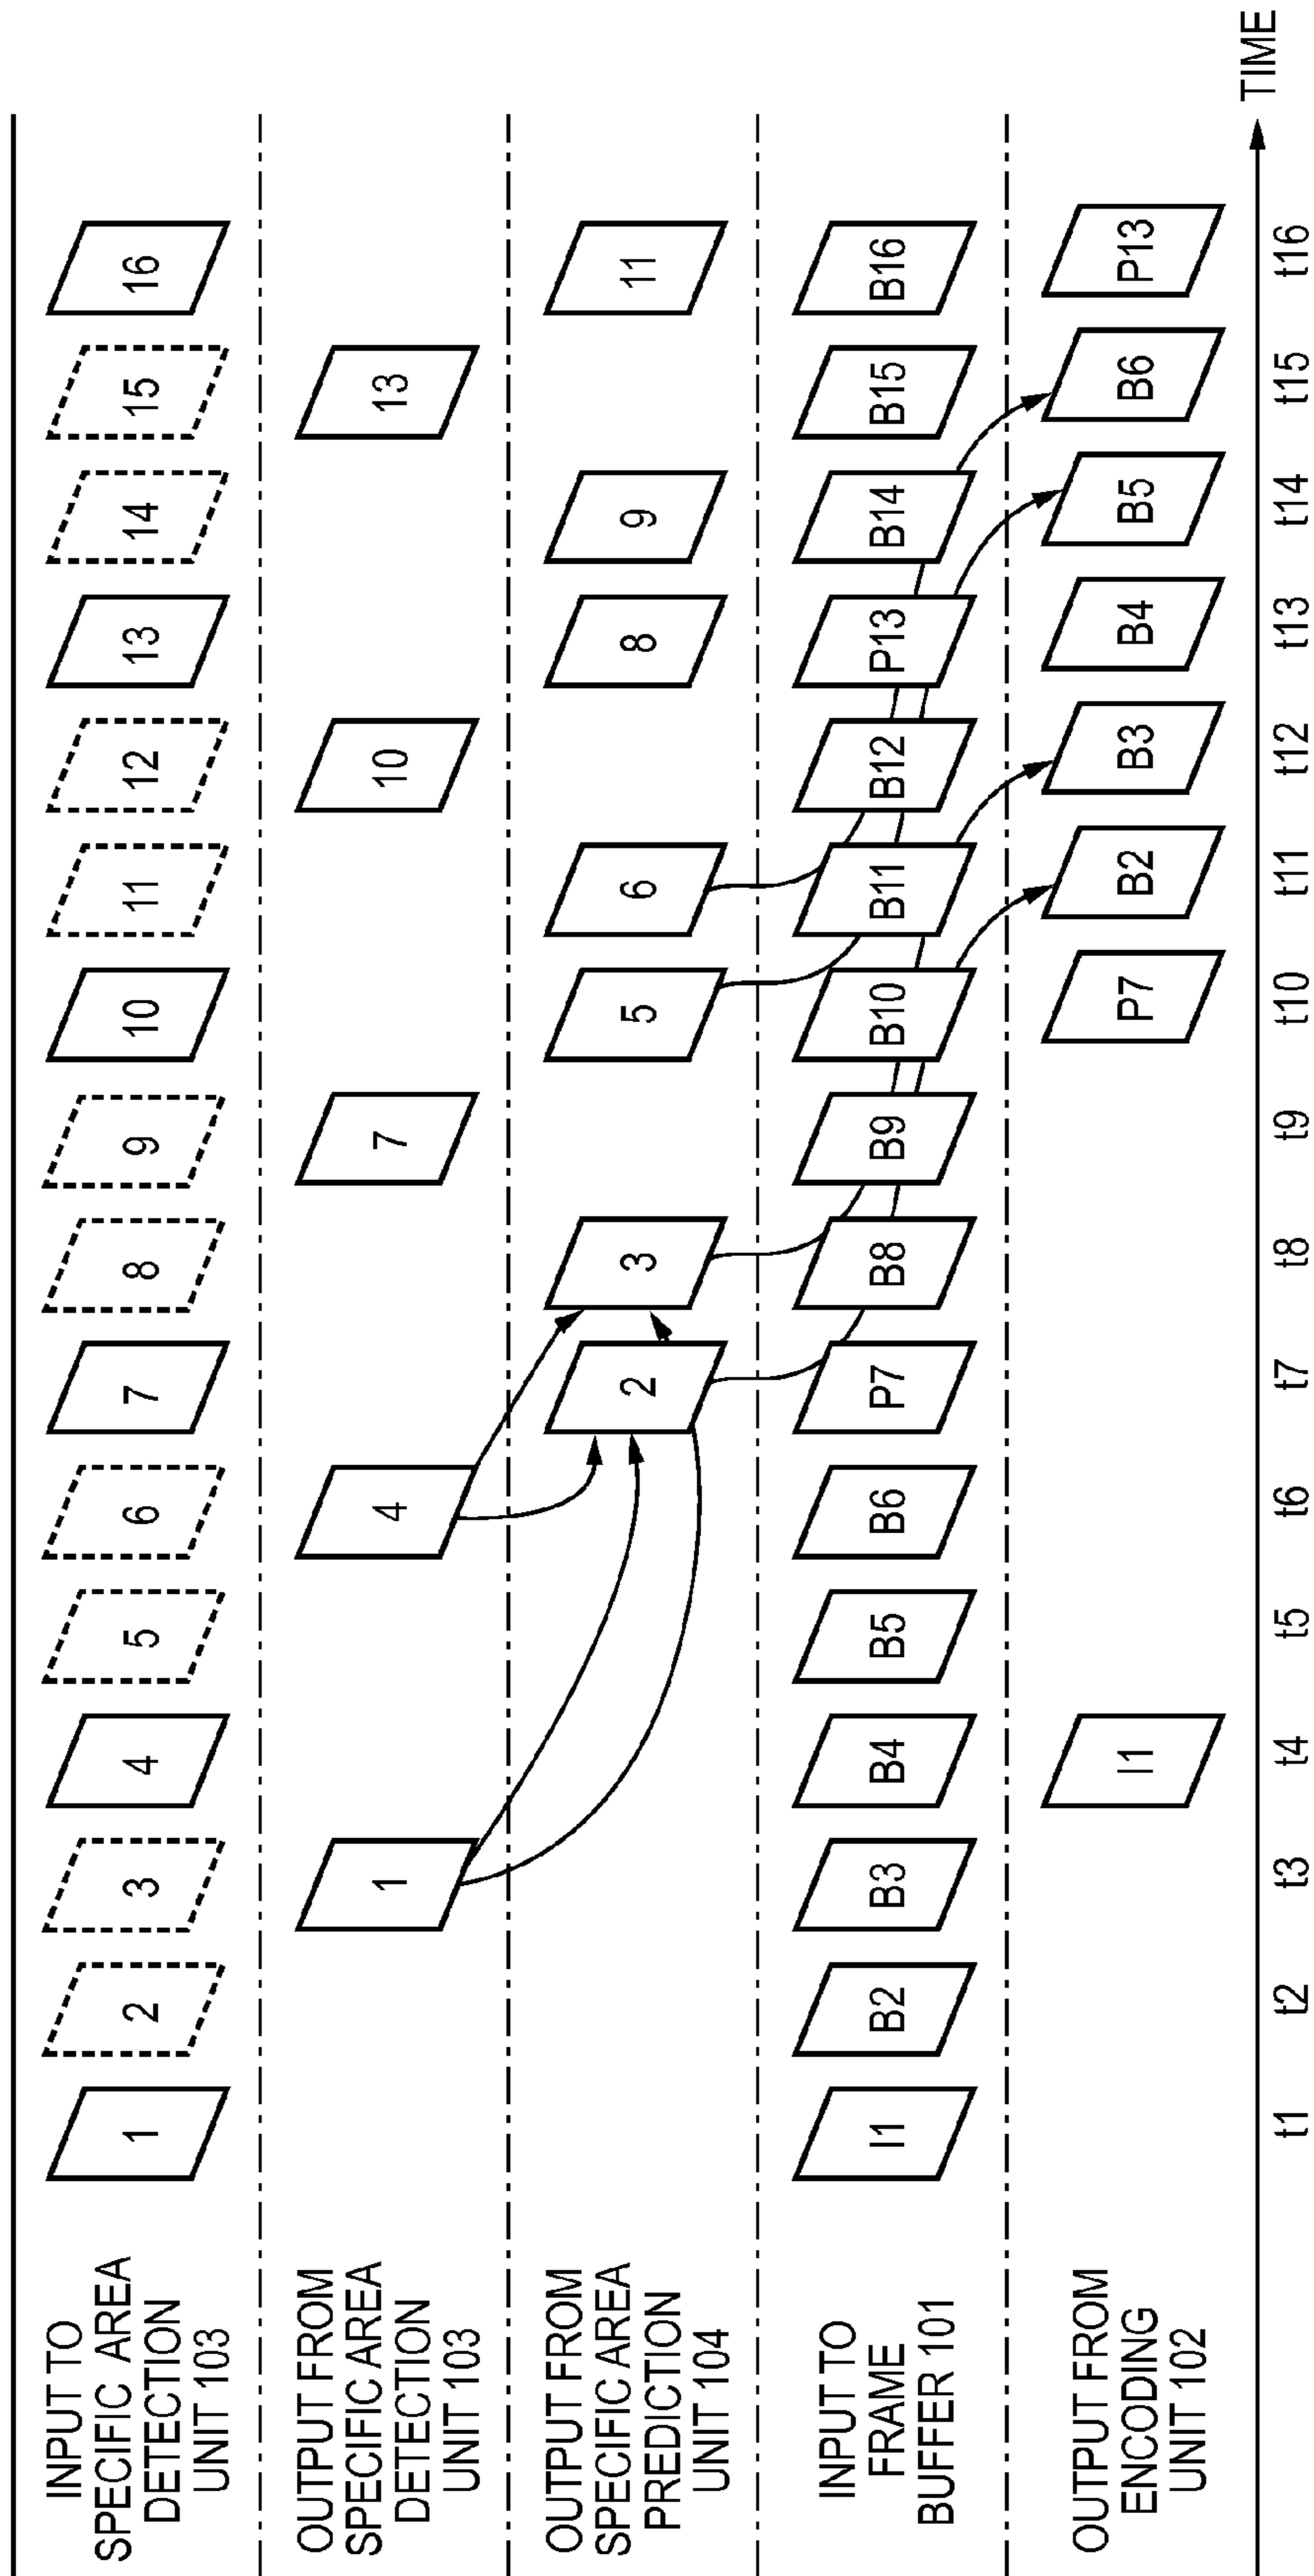 INPUT TO
SPECIFIC AREA
DETECTION
UNIT 103
1 2 3 4 5 6 7 8 9 10 11 12 13 14 15 16
OUTPUT FROM
SPECIFIC AREA
DETECTION
UNIT 103
1 4 7 10 13
OUTPUT FROM
SPECIFIC AREA
PREDICTION
UNIT 104
2 3 5 6 8 9 11
INPUT TO
FRAME
BUFFER 101
I1 B2 B3 B4 B5 B6 P7 B8 B9 B10 B11 B12 P13 B14 B15 B16
OUTPUT FROM
ENCODING
UNIT 102
I1 P7 B2 B3 B4 B5 B6 P13
TIME
t1 t2 t3 t4 t5 t6 t7 t8 t9 t10 t11 t12 t13 t14 t15 t16